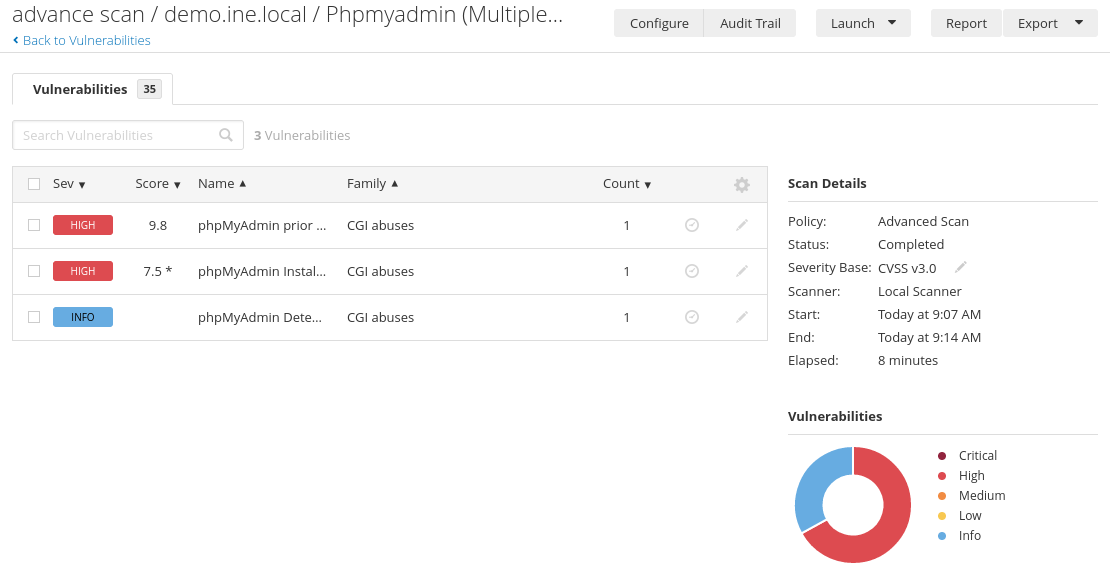 advance scan / demo.ine.local / Phpmyadmin (Multiple...
Configure Audit Trail Launch Report Export
Back to Vulnerabilities
Vulnerabilities 35
Search Vulnerabilities 3 Vulnerabilities
Sev Score Name Family Count
HIGH 9.8 phpMyAdmin prior ... CGI abuses 1
HIGH 7.5 * phpMyAdmin Instal... CGI abuses 1
INFO phpMyAdmin Dete... CGI abuses 1
Scan Details
Policy: Advanced Scan
Status: Completed
Severity Base: CVSS v3.0
Scanner: Local Scanner
Start: Today at 9:07 AM
End: Today at 9:14 AM
Elapsed: 8 minutes
Vulnerabilities
Critical
High
Medium
Low
Info